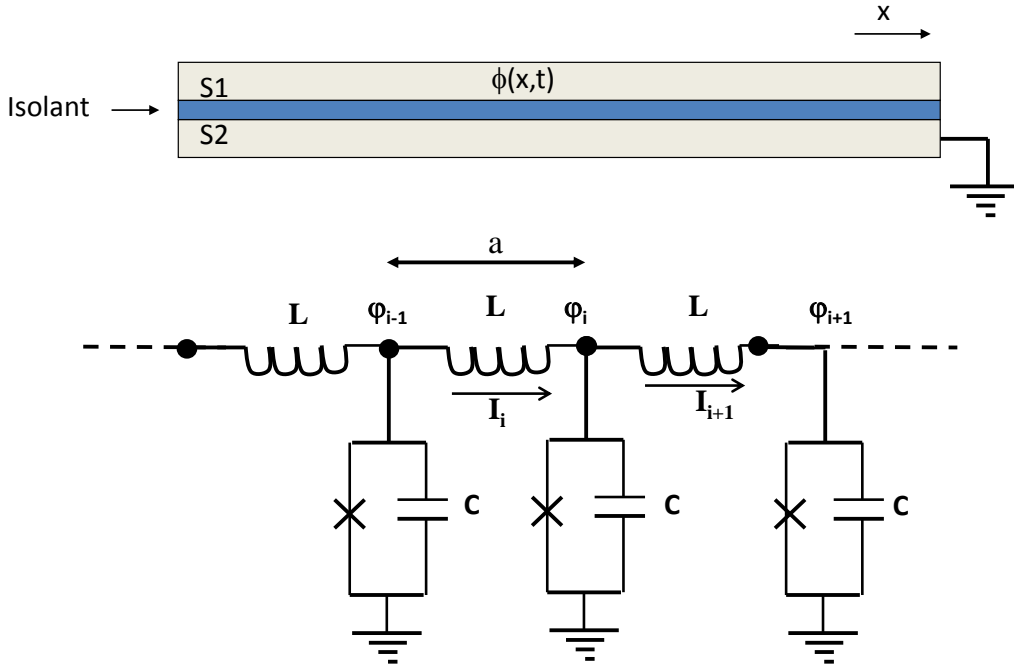 x
S1
ϕ(x,t)
Isolant
S2
a
L
φi-1
L
φi
L
φi+1
Ii
Ii+1
C
C
C